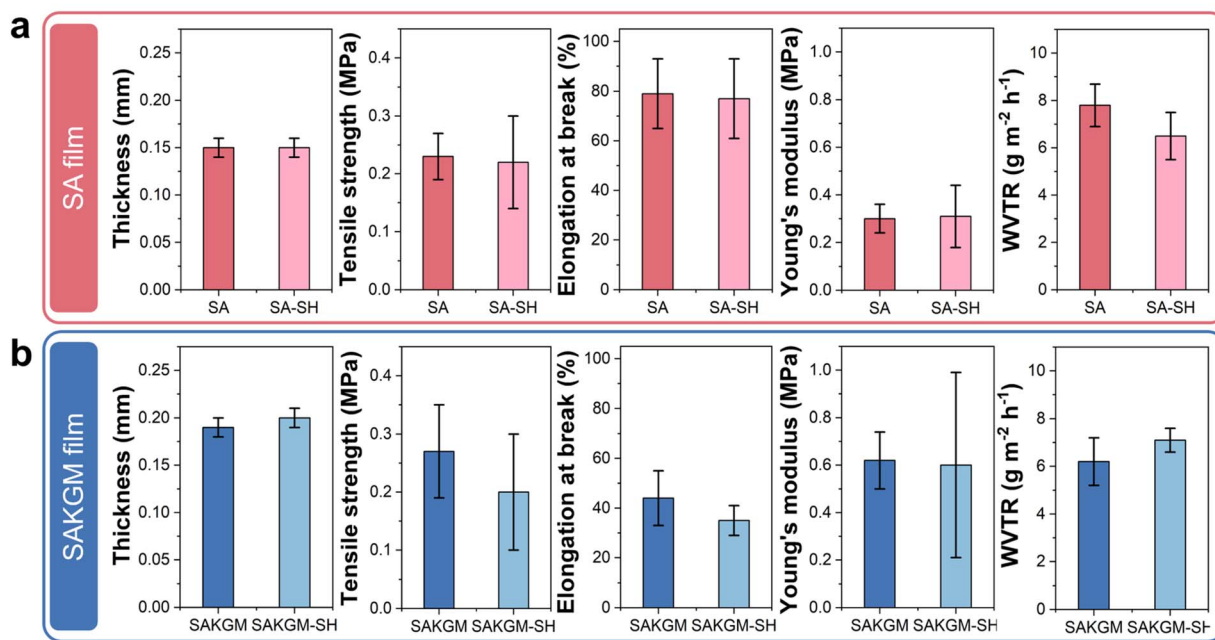 a
SA film
Thickness (mm)
0.25
0.20
0.15
0.10
0.05
0.00
SA SA-SH
Tensile strength (MPa)
0.4
0.3
0.2
0.1
0.0
SA SA-SH
Elongation at break (%)
100
80
60
40
20
0
SA SA-SH
Young's modulus (MPa)
1.0
0.8
0.6
0.4
0.2
0.0
SA SA-SH
WVTR (g m⁻² h⁻¹)
10
8
6
4
2
0
SA SA-SH
b
SAKGM film
Thickness (mm)
0.25
0.20
0.15
0.10
0.05
0.00
SAKGM SAKGM-SH
Tensile strength (MPa)
0.4
0.3
0.2
0.1
0.0
SAKGM SAKGM-SH
Elongation at break (%)
100
80
60
40
20
0
SAKGM SAKGM-SH
Young's modulus (MPa)
1.0
0.8
0.6
0.4
0.2
0.0
SAKGM SAKGM-SH
WVTR (g m⁻² h⁻¹)
10
8
6
4
2
0
SAKGM SAKGM-SH